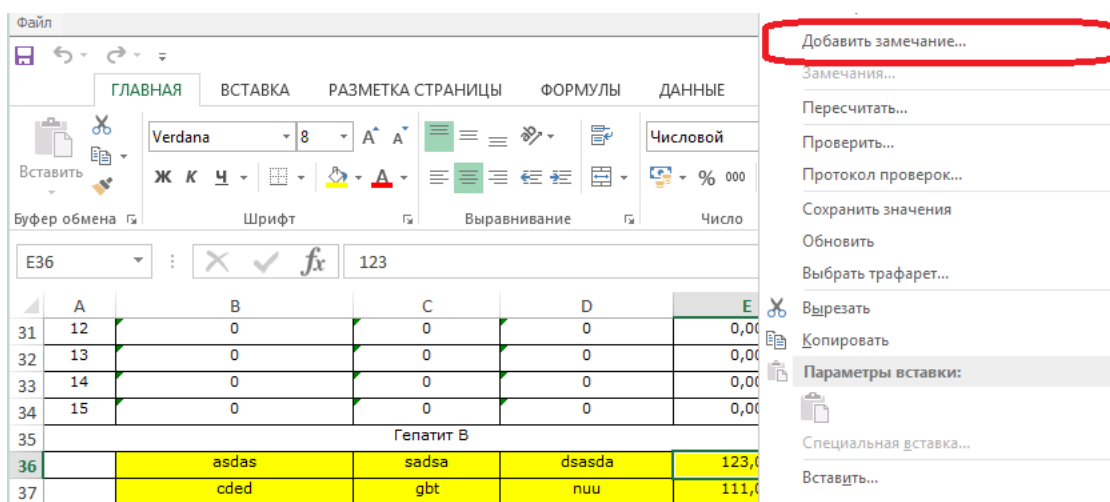 Файл
ГЛАВНАЯ ВСТАВКА РАЗМЕТКА СТРАНИЦЫ ФОРМУЛЫ ДАННЫЕ
Вставить
Verdana 8 A A Числовой
Ж К Ч А % 000
Буфер обмена Шрифт Выравнивание Число
E36 fx 123
A B C D E
31 12 0 0 0 0,00
32 13 0 0 0 0,00
33 14 0 0 0 0,00
34 15 0 0 0 0,00
35 Гепатит В
36 asdas sadsa dsasda 123,0
37 cded gbt nuu 111,0
Добавить замечание...
Замечания...
Пересчитать...
Проверить...
Протокол проверок...
Сохранить значения
Обновить
Выбрать трафарет...
Вырезать
Копировать
Параметры вставки:
Специальная вставка...
Вставить...